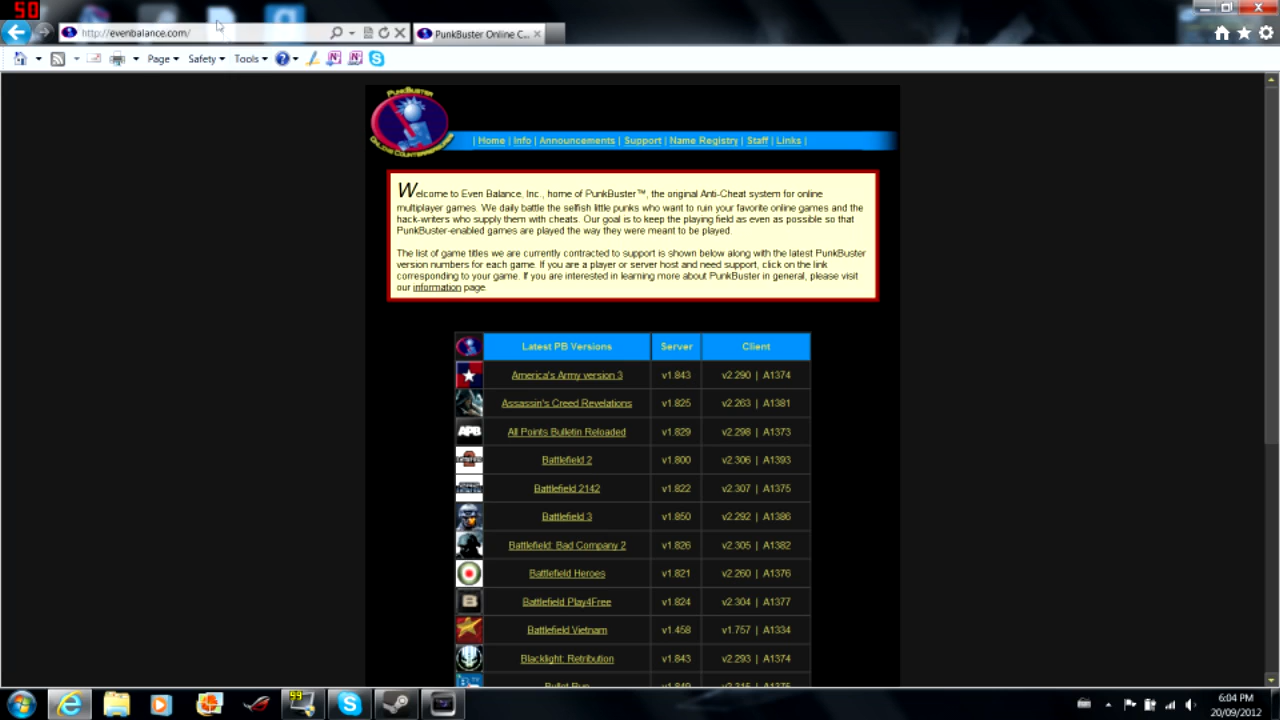 50
http://evenbalance.com/
PunkBuster Online C...
Page
Safety
Tools
PUNKBUSTER
| Home | Info | Announcements | Support | Name Registry | Staff | Links |
Welcome to Even Balance, Inc., home of PunkBuster™, the original Anti-Cheat system for online
multiplayer games. We daily battle the selfish little punks who want to ruin your favorite online games and the
hack-writers who supply them with cheats. Our goal is to keep the playing field as even as possible so that
PunkBuster-enabled games are played the way they were meant to be played.
The list of game titles we are currently contracted to support is shown below along with the latest PunkBuster
version numbers for each game. If you are a player or server host and need support, click on the link
corresponding to your game. If you are interested in learning more about PunkBuster in general, please visit
our information page.
Latest PB Versions Server Client
America's Army version 3 v1.843 v2.290 | A1374
Assassin's Creed Revelations v1.825 v2.263 | A1381
APB All Points Bulletin Reloaded v1.829 v2.298 | A1373
Battlefield 2 v1.800 v2.306 | A1393
Battlefield 2142 v1.822 v2.307 | A1375
Battlefield 3 v1.850 v2.292 | A1386
Battlefield: Bad Company 2 v1.826 v2.305 | A1382
Battlefield Heroes v1.821 v2.260 | A1376
Battlefield Play4Free v1.824 v2.304 | A1377
Battlefield Vietnam v1.458 v1.757 | A1334
Blacklight: Retribution v1.843 v2.293 | A1374
99
6:04 PM
20/09/2012